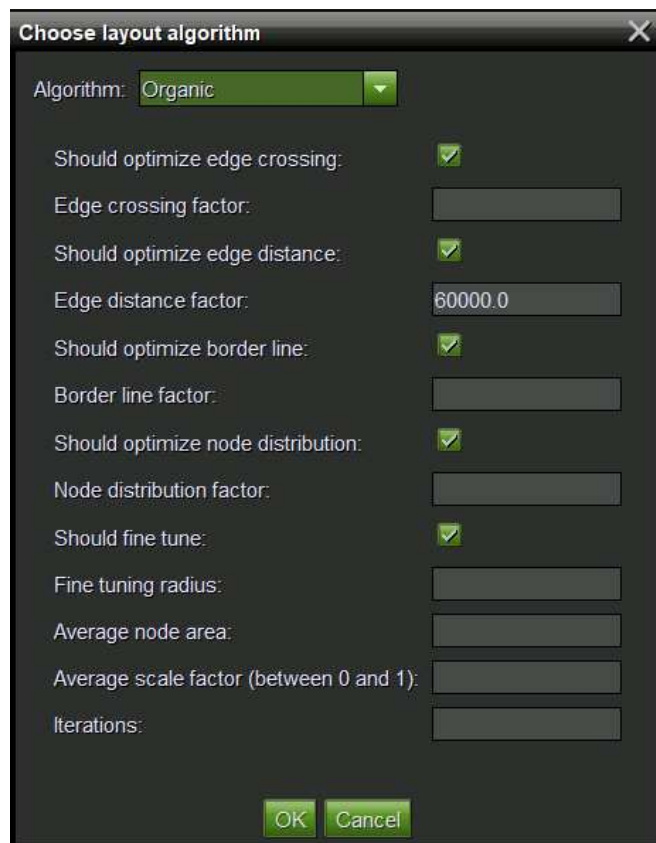 Choose layout algorithm
Algorithm: Organic
Should optimize edge crossing:
Edge crossing factor:
Should optimize edge distance:
Edge distance factor: 60000.0
Should optimize border line:
Border line factor:
Should optimize node distribution:
Node distribution factor:
Should fine tune:
Fine tuning radius:
Average node area:
Average scale factor (between 0 and 1):
Iterations:
OK Cancel